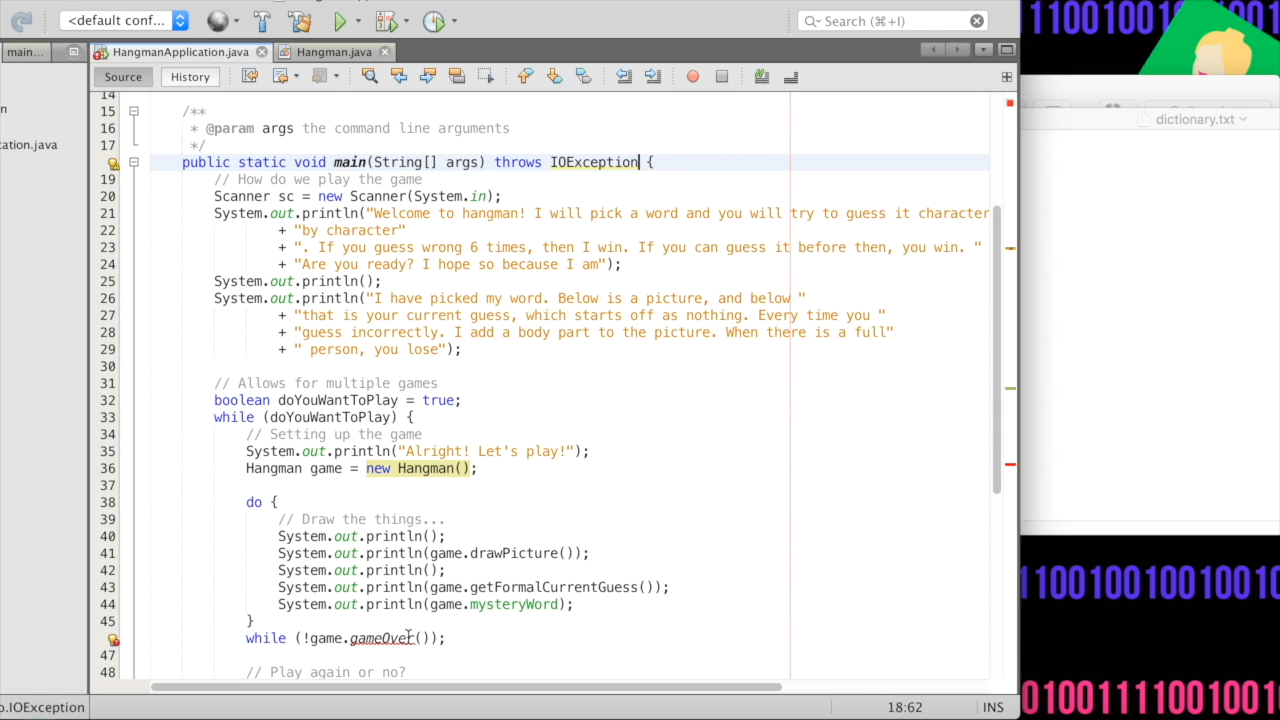 <default conf...
Search (⌘+I)
main...
HangmanApplication.java
Hangman.java
Source
History
14
15 /**
16 * @param args the command line arguments
17 */
public static void main(String[] args) throws IOException {
19 // How do we play the game
20 Scanner sc = new Scanner(System.in);
21 System.out.println("Welcome to hangman! I will pick a word and you will try to guess it character
22 + "by character"
23 + ". If you guess wrong 6 times, then I win. If you can guess it before then, you win. "
24 + "Are you ready? I hope so because I am");
25 System.out.println();
26 System.out.println("I have picked my word. Below is a picture, and below "
27 + "that is your current guess, which starts off as nothing. Every time you "
28 + "guess incorrectly. I add a body part to the picture. When there is a full"
29 + " person, you lose");
30
31 // Allows for multiple games
32 boolean doYouWantToPlay = true;
33 while (doYouWantToPlay) {
34 // Setting up the game
35 System.out.println("Alright! Let's play!");
36 Hangman game = new Hangman();
37
38 do {
39 // Draw the things...
40 System.out.println();
41 System.out.println(game.drawPicture());
42 System.out.println();
43 System.out.println(game.getFormalCurrentGuess());
44 System.out.println(game.mysteryWord);
45 }
while (!game.gameOver());
47
48 // Play again or no?
n
cation.java
o.IOException
18:62
INS
dictionary.txt
1100100100
1100100100100
0100111100100